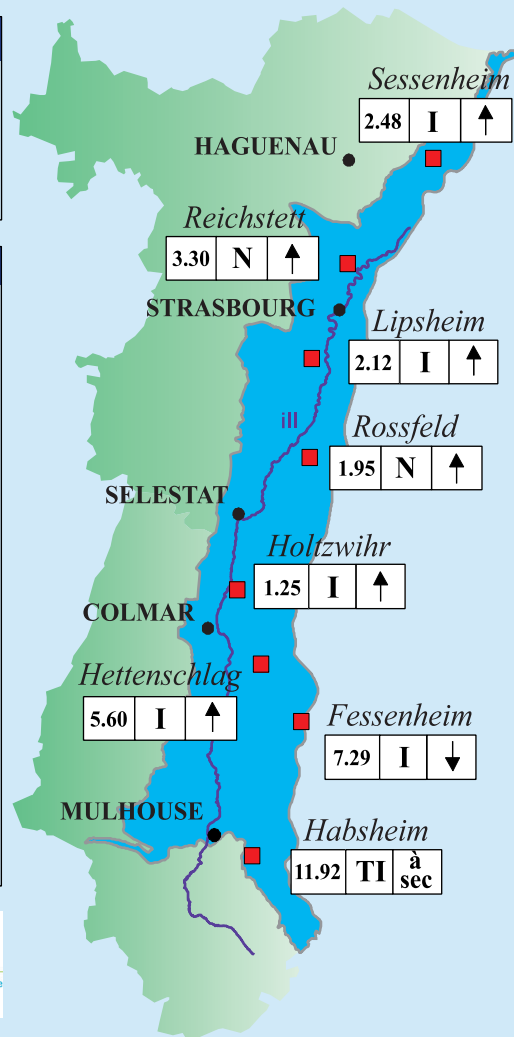 Sessenheim
2.48 I ↑
HAGUENAU
Reichstett
3.30 N ↑
STRASBOURG
Lipsheim
2.12 I ↑
ill
Rossfeld
1.95 N ↑
SELESTAT
Holtzwihr
1.25 I ↑
COLMAR
Hettenschlag
5.60 I ↑
Fessenheim
7.29 I ↓
MULHOUSE
Habsheim
11.92 TI à
sec
e